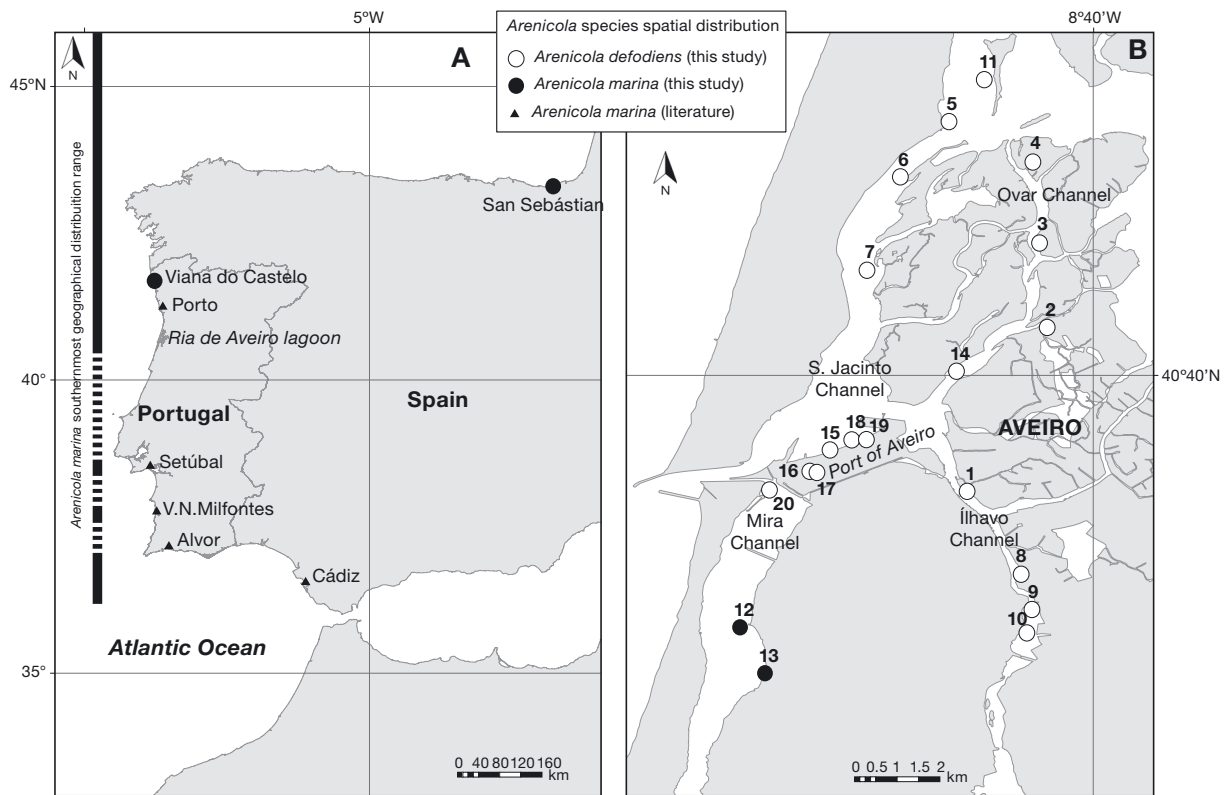 5°W
8°40'W
Arenicola species spatial distribution
Arenicola defodiens (this study)
Arenicola marina (this study)
Arenicola marina (literature)
N
A
45°N
San Sebástian
Viana do Castelo
Porto
Ria de Aveiro lagoon
40°
Portugal
Spain
Setúbal
V.N.Milfontes
Alvor
Cádiz
Atlantic Ocean
35°
Arenicola marina southernmost geographical distribuition range
0 40 80 120 160
km
B
N
11
5
4
6
Ovar Channel
3
7
2
14
S. Jacinto
Channel
40°40'N
18
19
15
AVEIRO
Port of Aveiro
16
17
1
20
Mira
Channel
Ílhavo
Channel
8
9
10
12
13
0 0.5 1 1.5 2
km